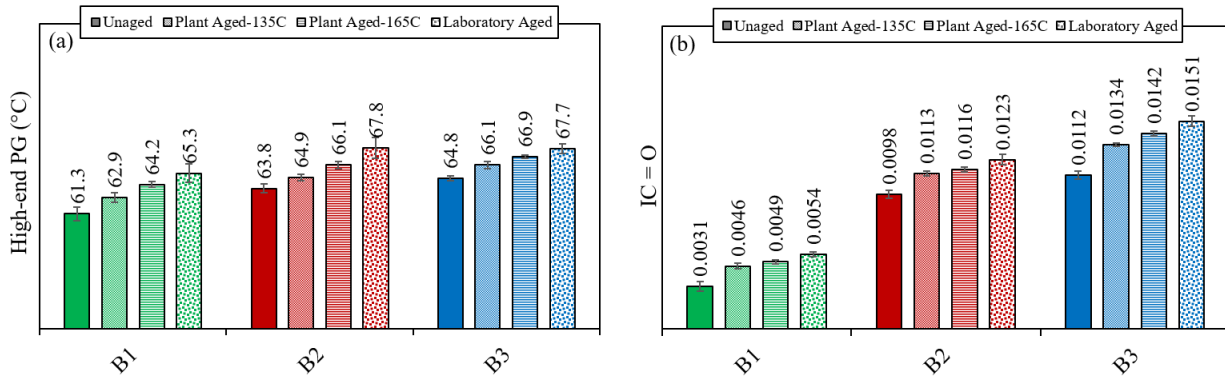 Unaged Plant Aged-135C Plant Aged-165C Laboratory Aged
(a)
High-end PG (°C)
61.3 62.9 64.2 65.3 63.8 64.9 66.1 67.8 64.8 66.1 66.9 67.7
B1 B2 B3
Unaged Plant Aged-135C Plant Aged-165C Laboratory Aged
(b)
IC = O
0.0031 0.0046 0.0049 0.0054 0.0098 0.0113 0.0116 0.0123 0.0112 0.0134 0.0142 0.0151
B1 B2 B3